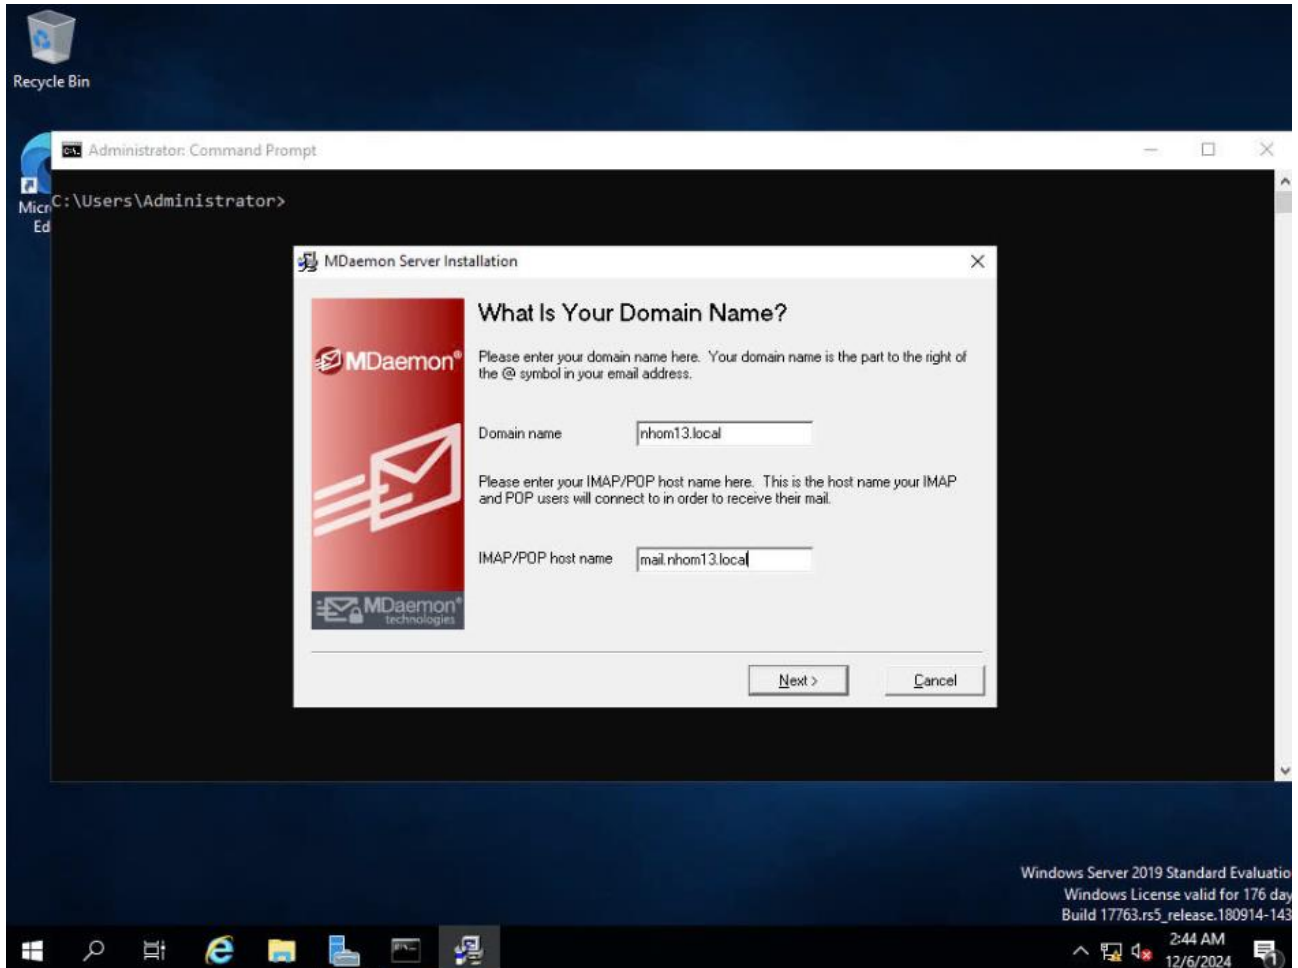 Recycle Bin
Administrator: Command Prompt
Micr
Ed
C:\Users\Administrator>
MDaemon Server Installation
MDaemon®
MDaemon®
technologies
What Is Your Domain Name?
Please enter your domain name here. Your domain name is the part to the right of
the @ symbol in your email address.
Domain name
nhom13.local
Please enter your IMAP/POP host name here. This is the host name your IMAP
and POP users will connect to in order to receive their mail.
IMAP/POP host name
mail.nhom13.local
Next >
Cancel
Windows Server 2019 Standard Evaluatio
Windows License valid for 176 day
Build 17763.rs5_release.180914-143
2:44 AM
12/6/2024
1